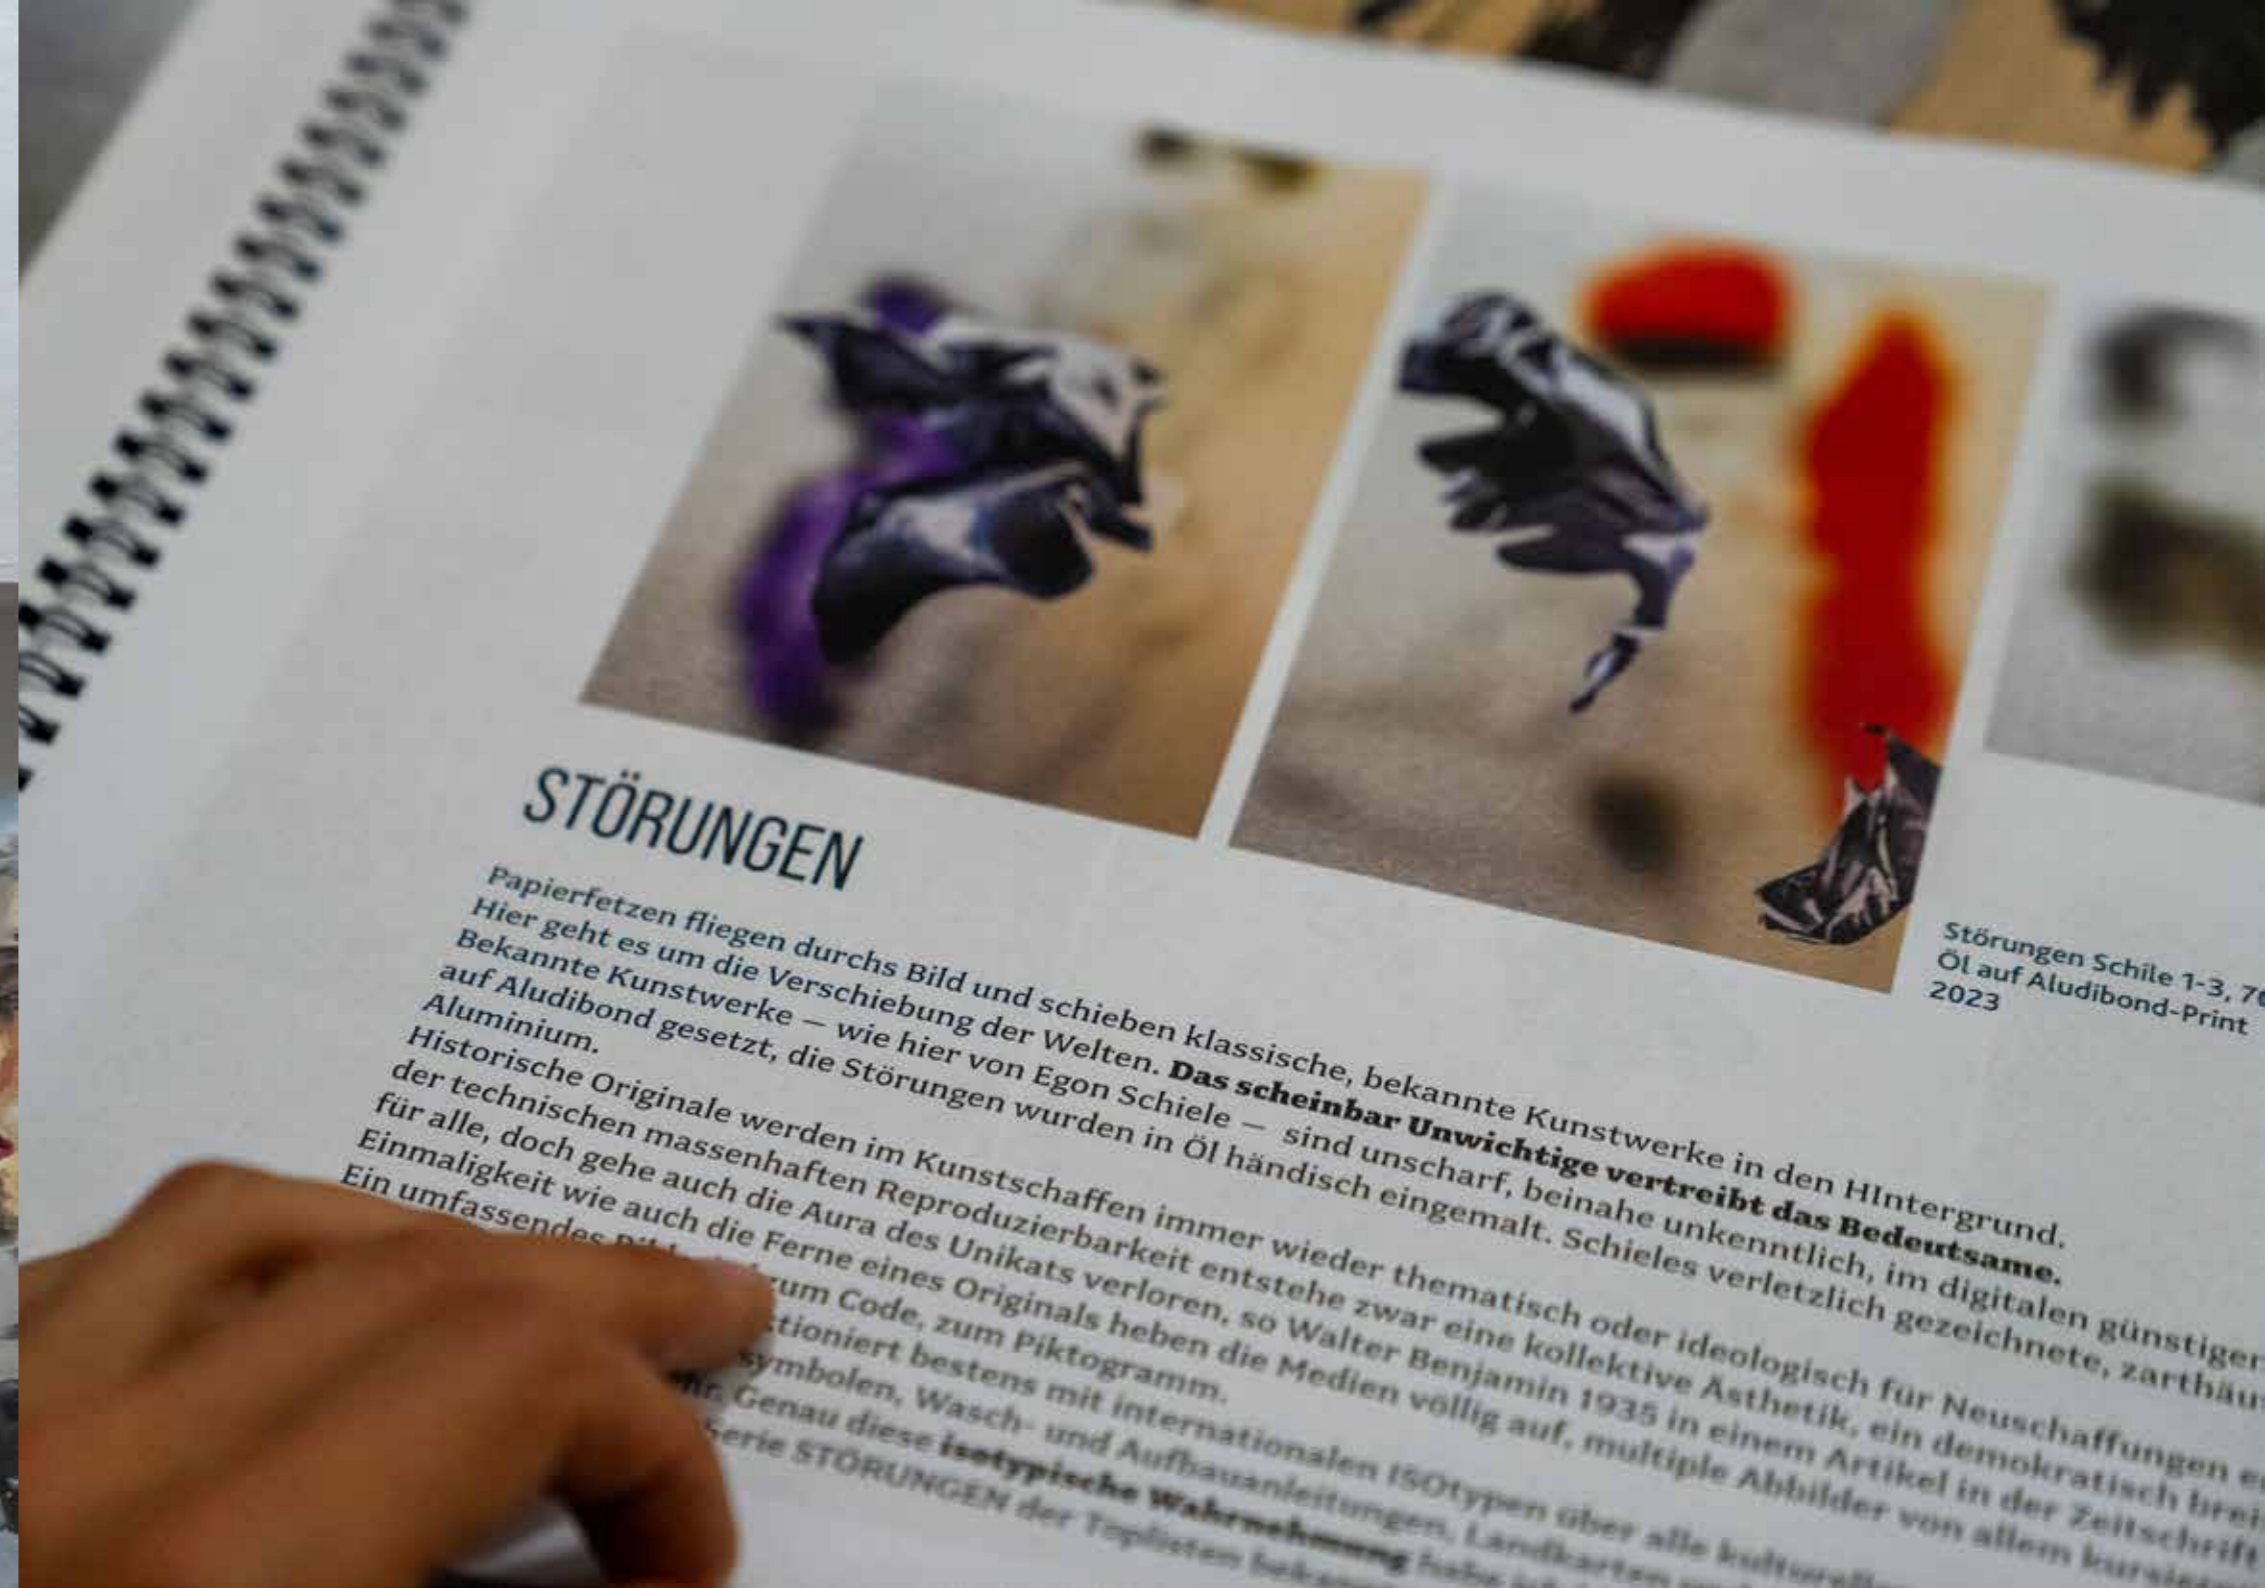 STÖRUNGEN
Papierfetzen fliegen durchs Bild und schieben klassische, bekannte Kunstwerke in den HIntergrund.
Hier geht es um die Verschiebung der Welten. Das scheinbar Unwichtige vertreibt das Bedeutsame.
Bekannte Kunstwerke – wie hier von Egon Schiele – sind unscharf, beinahe unkenntlich, im digitalen günstigen
auf Aludibond gesetzt, die Störungen wurden in Öl händisch eingemalt. Schieles verletzlich gezeichnete, zarthäu
Aluminium.
Historische Originale werden im Kunstschaffen immer wieder thematisch oder ideologisch für Neuschaffungen
der technischen massenhaften Reproduzierbarkeit entstehe zwar eine kollektive Ästhetik, ein demokratisch
für alle, doch gehe auch die Aura des Unikats verloren, so Walter Benjamin 1935 in einem Artikel in der Zeitschrift
Einmaligkeit wie auch die Ferne eines Originals heben die Medien völlig auf, multiple Abbilder von allem
Ein umfassendes zum Code, zum Piktogramm.
ktioniert bestens mit internationalen ISOtypen über alle
symbolen, Wasch- und Aufbauanleitungen, Landkarten
Genau diese isotypische Wahrnehmung habe
Serie STÖRUNGEN der Toplisten
Störungen Schile 1-3, 70
Öl auf Aludibond-Print
2023